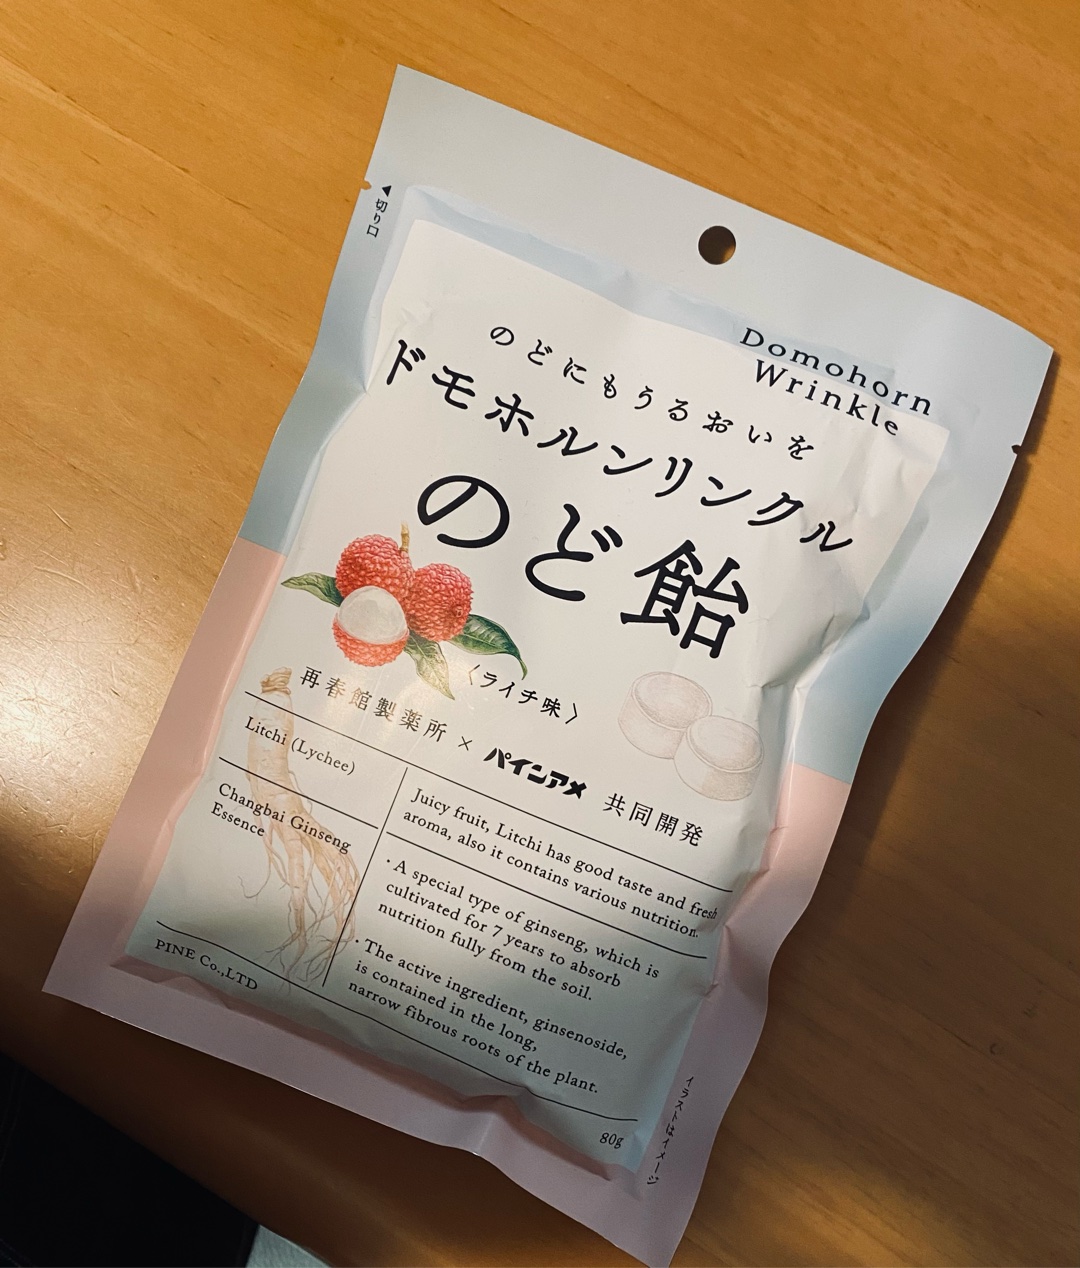 切り口
Domohorn
Wrinkle
のどにもうるおいを
ドモホルンリンクル
のど飴
〈ライチ味〉
再春館製薬所 × パインアメ 共同開発
Litchi (Lychee)
Juicy fruit, Litchi has good taste and fresh
aroma, also it contains various nutrition.
Changbai Ginseng
Essence
· A special type of ginseng, which is
cultivated for 7 years to absorb
nutrition fully from the soil.
· The active ingredient, ginsenoside,
is contained in the long,
narrow fibrous roots of the plant.
PINE Co.,LTD
80g
イラストはイメージ